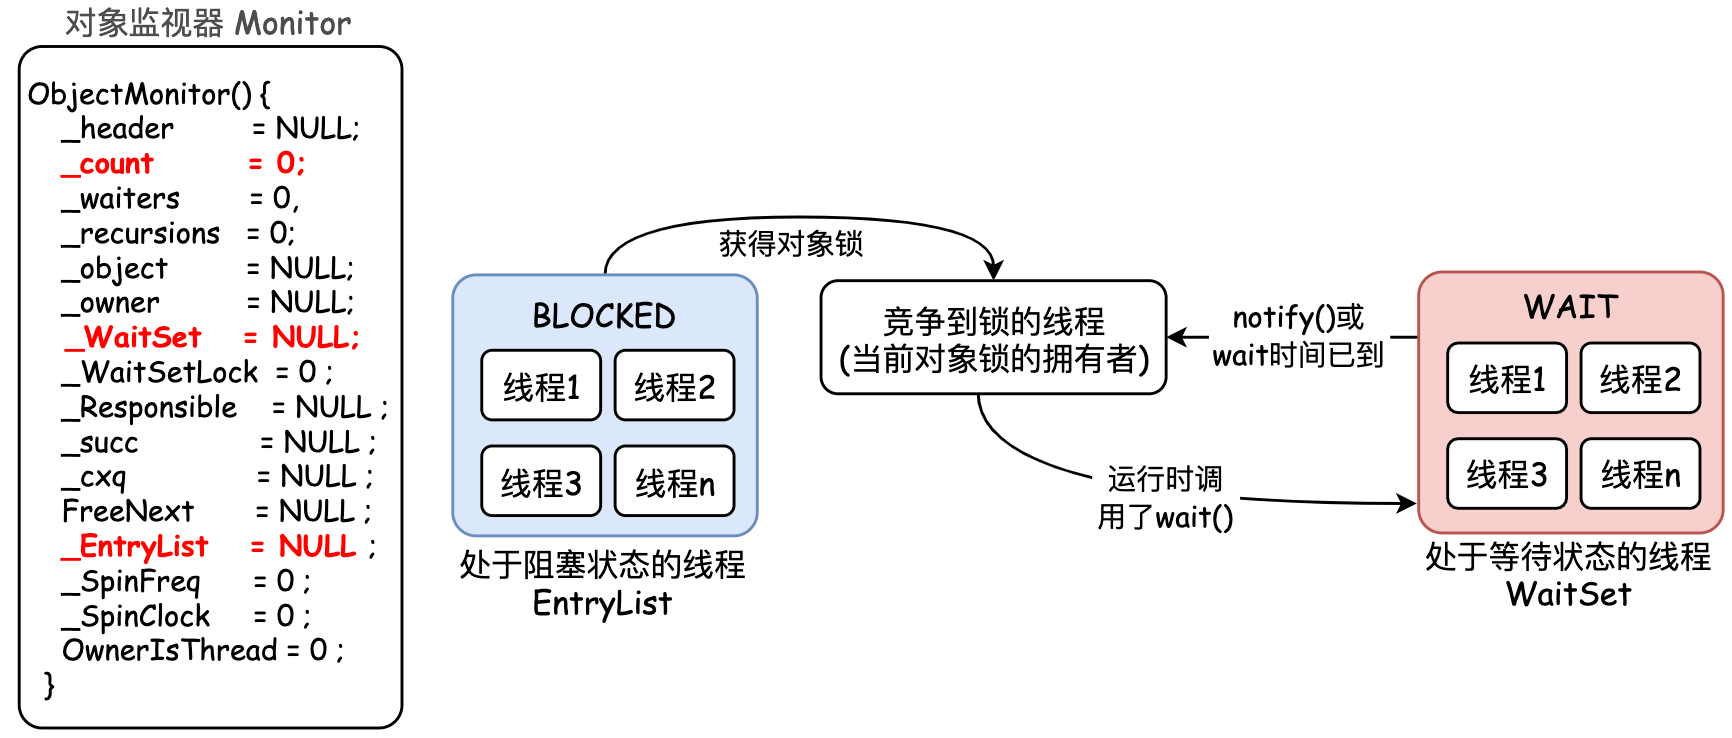 对象监视器 Monitor
ObjectMonitor() {
_header = NULL;
_count = 0;
_waiters = 0,
_recursions = 0;
_object = NULL;
_owner = NULL;
_WaitSet = NULL;
_WaitSetLock = 0 ;
_Responsible = NULL ;
_succ = NULL ;
_cxq = NULL ;
FreeNext = NULL ;
_EntryList = NULL ;
_SpinFreq = 0 ;
_SpinClock = 0 ;
OwnerIsThread = 0 ;
}
获得对象锁
BLOCKED
线程1 线程2
线程3 线程n
处于阻塞状态的线程
EntryList
竞争到锁的线程
(当前对象锁的拥有者)
notify()或
wait时间已到
运行时调
用了wait()
WAIT
线程1 线程2
线程3 线程n
处于等待状态的线程
WaitSet